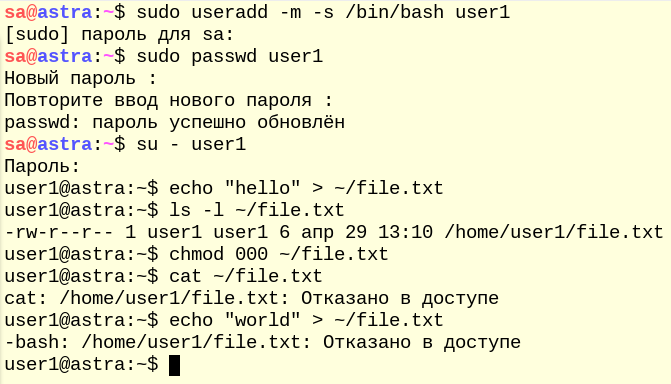 sa@astra:~$ sudo useradd -m -s /bin/bash user1
[sudo] пароль для sa:
sa@astra:~$ sudo passwd user1
Новый пароль :
Повторите ввод нового пароля :
passwd: пароль успешно обновлён
sa@astra:~$ su - user1
Пароль:
user1@astra:~$ echo "hello" > ~/file.txt
user1@astra:~$ ls -l ~/file.txt
-rw-r--r-- 1 user1 user1 6 апр 29 13:10 /home/user1/file.txt
user1@astra:~$ chmod 000 ~/file.txt
user1@astra:~$ cat ~/file.txt
cat: /home/user1/file.txt: Отказано в доступе
user1@astra:~$ echo "world" > ~/file.txt
-bash: /home/user1/file.txt: Отказано в доступе
user1@astra:~$